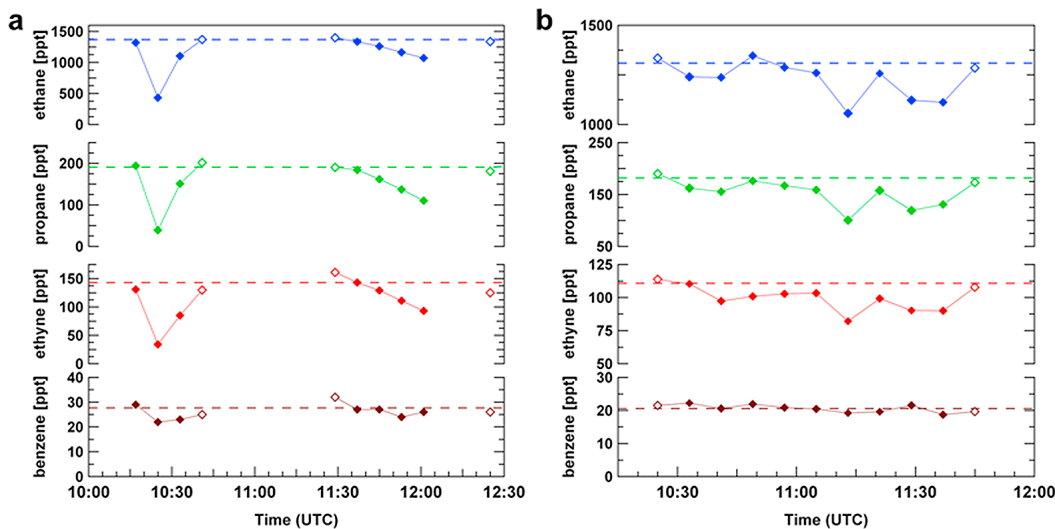 a
ethane [ppt]
1500
1000
500
0
propane [ppt]
200
100
0
ethyne [ppt]
150
100
50
0
benzene [ppt]
40
30
20
10
0
10:00 10:30 11:00 11:30 12:00 12:30
Time (UTC)
b
ethane [ppt]
1500
1000
propane [ppt]
250
150
50
ethyne [ppt]
125
100
75
50
benzene [ppt]
30
20
10
0
10:30 11:00 11:30 12:00
Time (UTC)